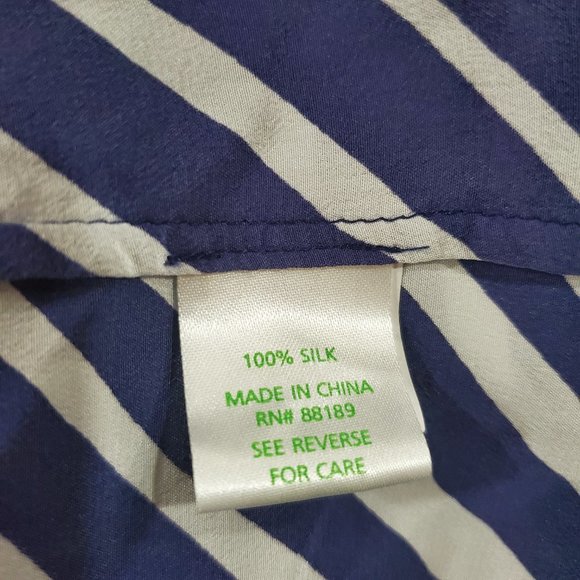 100% SILK
MADE IN CHINA
RN# 88189
SEE REVERSE
FOR CARE